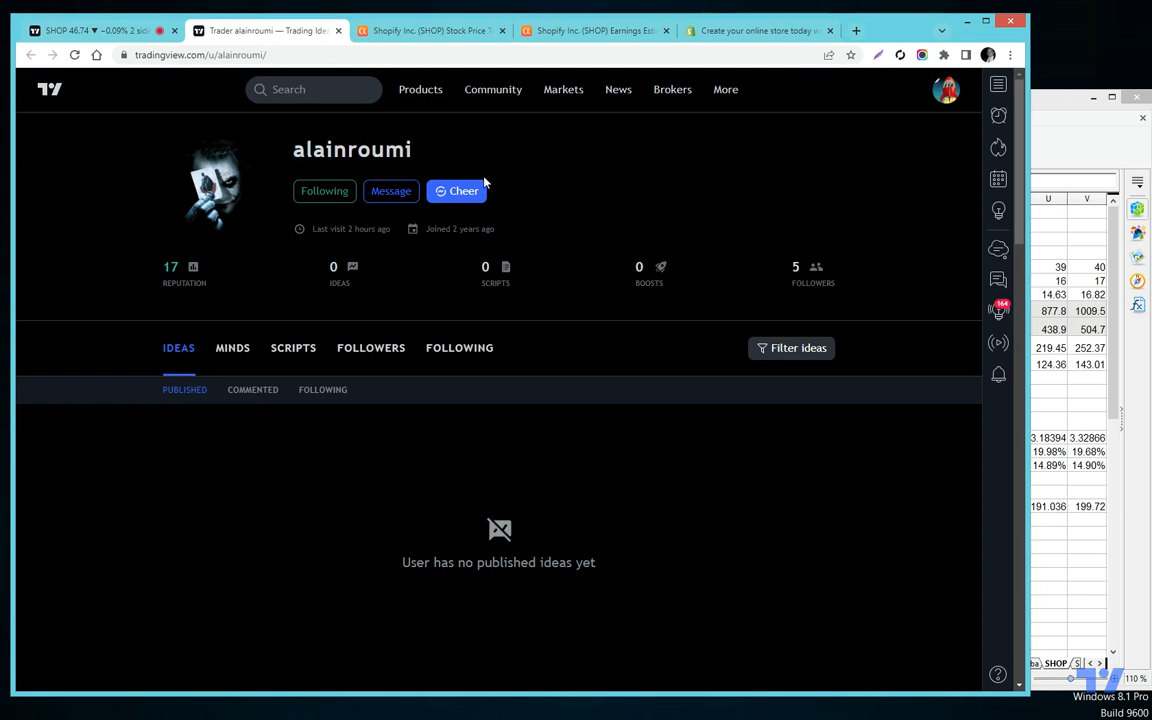 SHOP 46.74 ▼ −0.09% 2 side
Trader alainroumi — Trading Idea
Shopify Inc. (SHOP) Stock Price T
Shopify Inc. (SHOP) Earnings Esti
Create your online store today w
tradingview.com/u/alainroumi/
Search
Products
Community
Markets
News
Brokers
More
alainroumi
Following
Message
Cheer
Last visit 2 hours ago
Joined 2 years ago
17
0
0
0
5
REPUTATION
IDEAS
SCRIPTS
BOOSTS
FOLLOWERS
IDEAS
MINDS
SCRIPTS
FOLLOWERS
FOLLOWING
Filter ideas
PUBLISHED
COMMENTED
FOLLOWING
User has no published ideas yet
164
U V
39 40
16 17
14.63 16.82
877.8 1009.5
438.9 504.7
219.45 252.37
124.36 143.01
3.18394 3.32866
19.98% 19.68%
14.89% 14.90%
191.036 199.72
SHOP
110 %
Windows 8.1 Pro
Build 9600